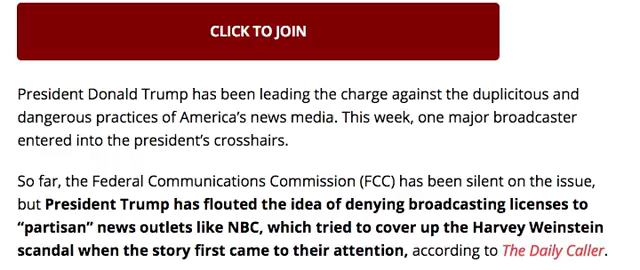 CLICK TO JOIN
President Donald Trump has been leading the charge against the duplicitous and
dangerous practices of America's news media. This week, one major broadcaster
entered into the president's crosshairs.
So far, the Federal Communications Commission (FCC) has been silent on the issue,
but President Trump has flouted the idea of denying broadcasting licenses to
"partisan" news outlets like NBC, which tried to cover up the Harvey Weinstein
scandal when the story first came to their attention, according to The Daily Caller.